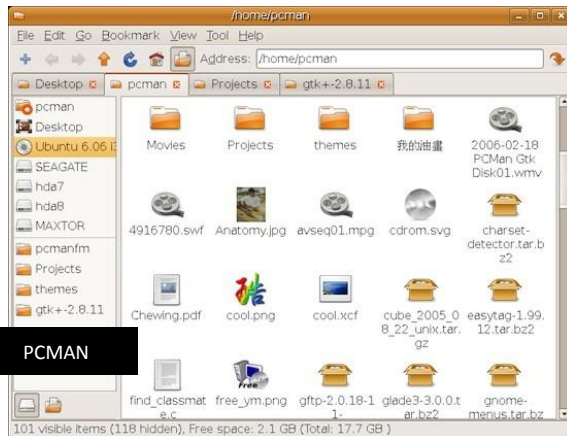 /home/pcman
File Edit Go Bookmark View Tool Help
Address: /home/pcman
Desktop pcman Projects gtk+-2.8.11
pcman
Desktop
Ubuntu 6.06 i
SEAGATE
hda7
hda8
MAXTOR
pcmanfm
Projects
themes
gtk+-2.8.11
Movies
Projects
themes
我的油畫
2006-02-18
PCMan Gtk
Disk01.wmv
4916780.swf
Anatomy.jpg
avseq01.mpg
cdrom.svg
charset-
detector.tar.b
z2
Chewing.pdf
cool.png
cool.xcf
cube_2005_0
8_22_unix.tar.
gz
easytag-1.99.
12.tar.bz2
find_classmat
e.c
free_ym.png
gftp-2.0.18-1
1-
glade3-3.0.0.t
ar.bz2
gnome-
menus.tar.bz
PCMAN
101 visible items (118 hidden), Free space: 2.1 GB (Total: 17.7 GB )